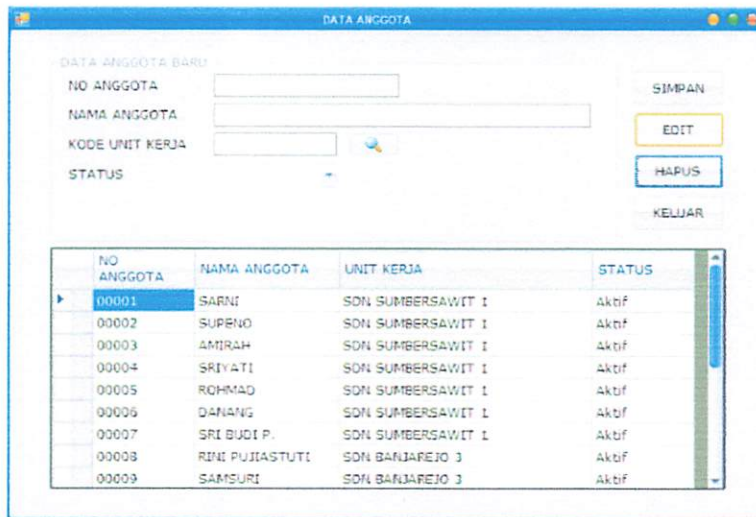 DATA ANGGOTA
DATA ANGGOTA BARU
NO ANGGOTA
SIMPAN
NAMA ANGGOTA
EDIT
KODE UNIT KERJA
STATUS
HAPUS
KELUAR
NO ANGGOTA NAMA ANGGOTA UNIT KERJA STATUS
00001 SARNI SDN SUMBERSAWIT 1 Aktif
00002 SUPENO SDN SUMBERSAWIT 1 Aktif
00003 AMIRAH SDN SUMBERSAWIT 1 Aktif
00004 SRIYATI SDN SUMBERSAWIT 1 Aktif
00005 ROHMAD SDN SUMBERSAWIT 1 Aktif
00006 DANANG SDN SUMBERSAWIT 1 Aktif
00007 SRI BUDI P. SDN SUMBERSAWIT 1 Aktif
00008 RINI PUJIASTUTI SDN BANJAREJO 3 Aktif
00009 SAMSURI SDN BANJAREJO 3 Aktif